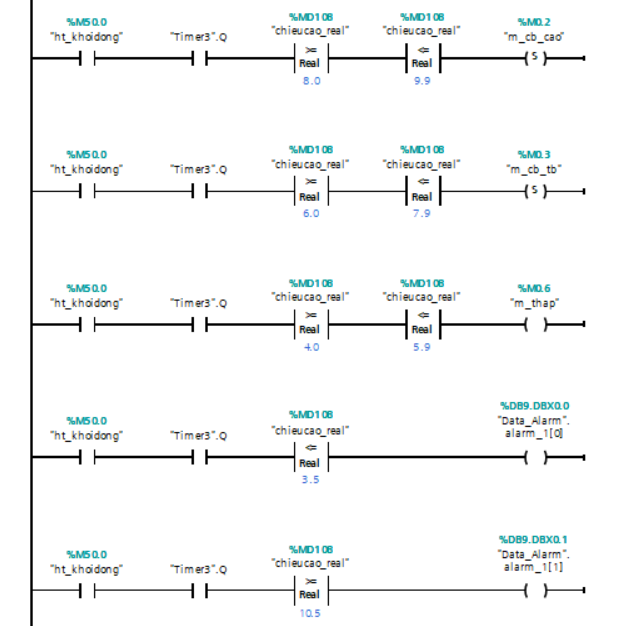 %M50.0
"ht_khoidong"
"Timer3".Q
%MD108
"chieucao_real"
>=
Real
8.0
%MD108
"chieucao_real"
<=
Real
9.9
%M0.2
"m_cb_cao"
S
%M50.0
"ht_khoidong"
"Timer3".Q
%MD108
"chieucao_real"
>=
Real
6.0
%MD108
"chieucao_real"
<=
Real
7.9
%M0.3
"m_cb_tb"
S
%M50.0
"ht_khoidong"
"Timer3".Q
%MD108
"chieucao_real"
>=
Real
4.0
%MD108
"chieucao_real"
<=
Real
5.9
%M0.6
"m_thap"
%M50.0
"ht_khoidong"
"Timer3".Q
%MD108
"chieucao_real"
<=
Real
3.5
%DB9.DBX0.0
"Data_Alarm".
alarm_1[0]
%M50.0
"ht_khoidong"
"Timer3".Q
%MD108
"chieucao_real"
>=
Real
10.5
%DB9.DBX0.1
"Data_Alarm".
alarm_1[1]